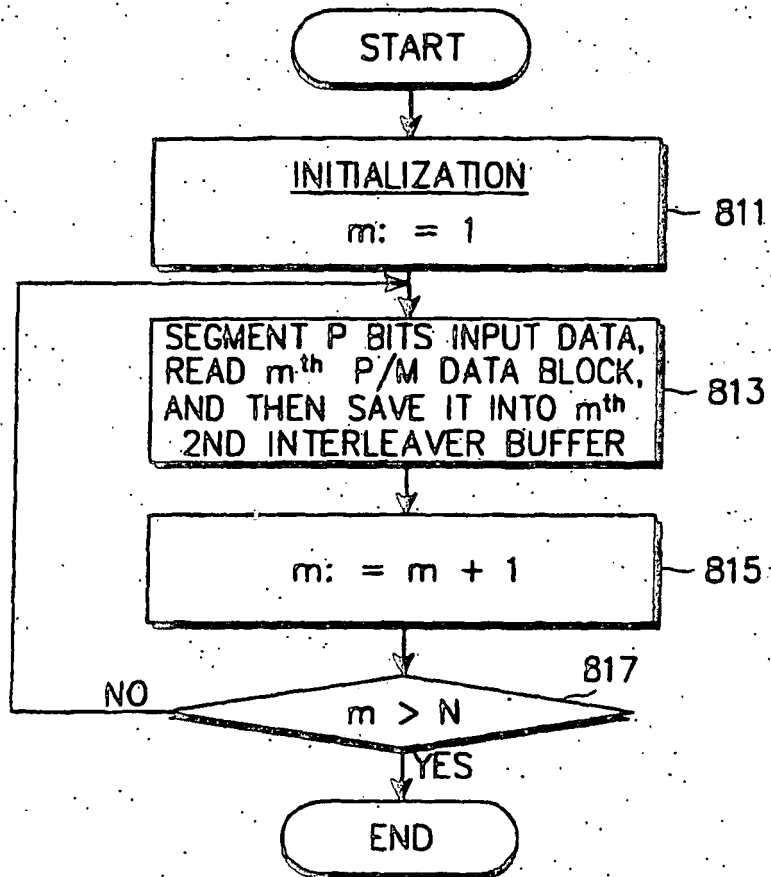 START
INITIALIZATION
m: = 1
811
SEGMENT P BITS INPUT DATA,
READ mth P/M DATA BLOCK,
AND THEN SAVE IT INTO mth
2ND INTERLEAVER BUFFER
813
m: = m + 1
815
817
NO
m > N
YES
END